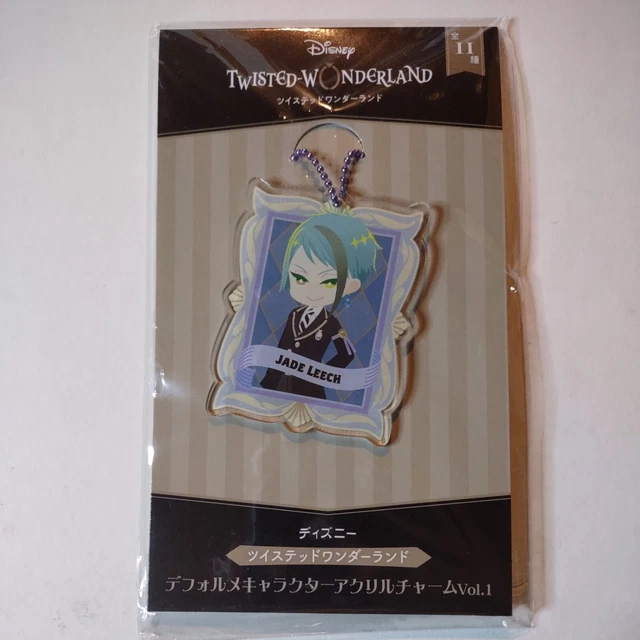 全
11
種
Disney
TWISTED-WONDERLAND
ツイステッドワンダーランド
JADE LEECH
ディズニー
ツイステッドワンダーランド
デフォルメキャラクターアクリルチャームVol.1